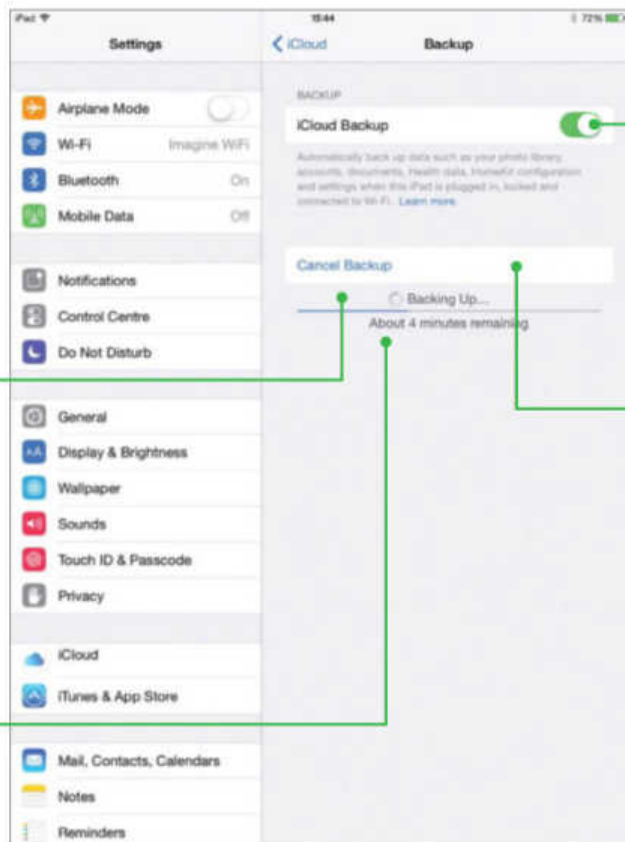 iPad
15:44
72%
Settings
iCloud
Backup
Airplane Mode
Wi-Fi Imagine WiFi
Bluetooth On
Mobile Data Off
Notifications
Control Centre
Do Not Disturb
General
Display & Brightness
Wallpaper
Sounds
Touch ID & Passcode
Privacy
iCloud
iTunes & App Store
Mail, Contacts, Calendars
Notes
Reminders
BACKUP
iCloud Backup
Automatically back up data such as your photo library,
accounts, documents, Health data, HomeKit configuration
and settings when this iPad is plugged in, locked and
connected to Wi-Fi. Learn more.
Cancel Backup
Backing Up...
About 4 minutes remaining